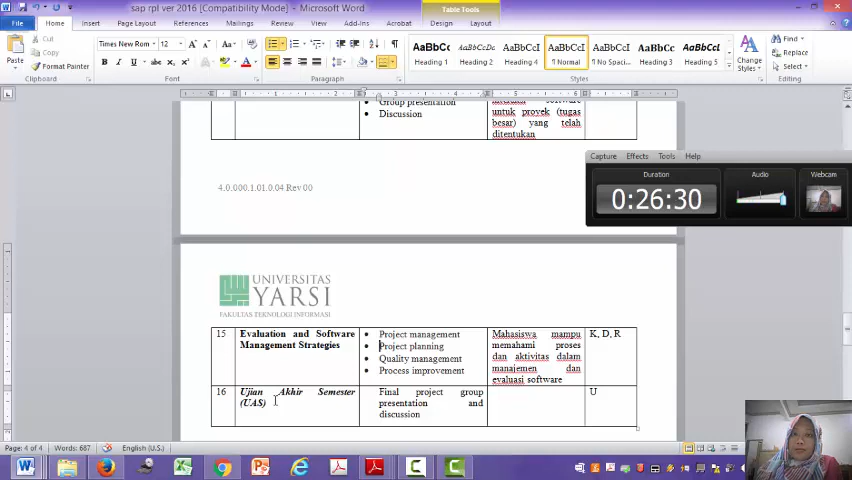 sap rpl ver 2016 [Compatibility Mode] - Microsoft Word
Table Tools
File Home Insert Page Layout References Mailings Review View Add-Ins Acrobat Design Layout
Cut
Copy
Format Painter
Paste
Clipboard
Times New Rom 12
Font
Paragraph
AaBbCc AaBbCcDc AaBbCcI AaBbCcI AaBbCcI AaBbCc AaBbCcL
Heading 1 Heading 2 Heading 4 ¶ Normal ¶ No Spaci... Heading 3 Heading 5
Change Styles
Styles
Find
Replace
Select
Editing
Group presentation
Discussion
software
untuk proyek (tugas
besar) yang telah
ditentukan
4.0.000.1.01.0.04.Rev 00
Capture Effects Tools Help
Duration Audio Webcam
0:26:30
UNIVERSITAS
YARSI
FAKULTAS TEKNOLOGI INFORMASI
15 Evaluation and Software Management Strategies
Project management
Project planning
Quality management
Process improvement
Mahasiswa mampu
memahami proses
dan aktivitas dalam
manajemen dan
evaluasi software
K, D, R
16 Ujian Akhir Semester (UAS)
Final project group
presentation and
discussion
U
Page: 4 of 4 Words: 687 English (U.S.)